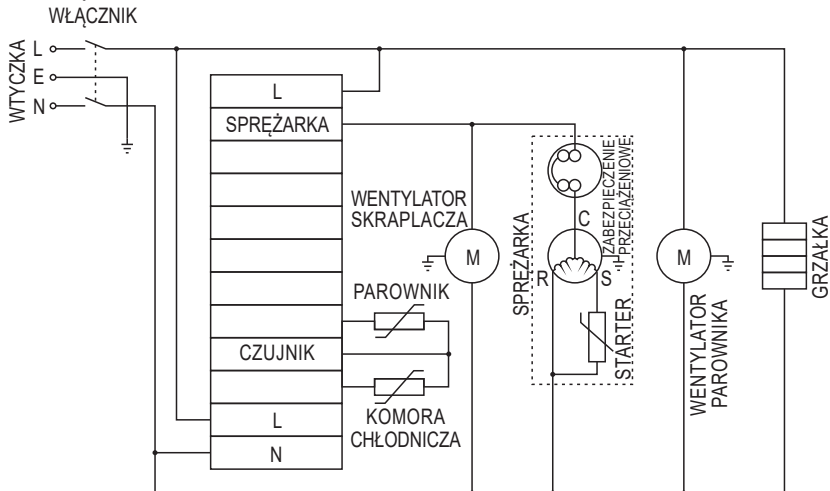 WŁĄCZNIK
WTYCZKA
L
E
N
L
SPRĘŻARKA
CZUJNIK
L
N
WENTYLATOR
SKRAPLACZA
M
PAROWNIK
KOMORA
CHŁODNICZA
SPRĘŻARKA
ZABEZPIECZENIE
PRZECIĄŻENIOWE
C
R
S
STARTER
M
WENTYLATOR
PAROWNIKA
GRZAŁKA